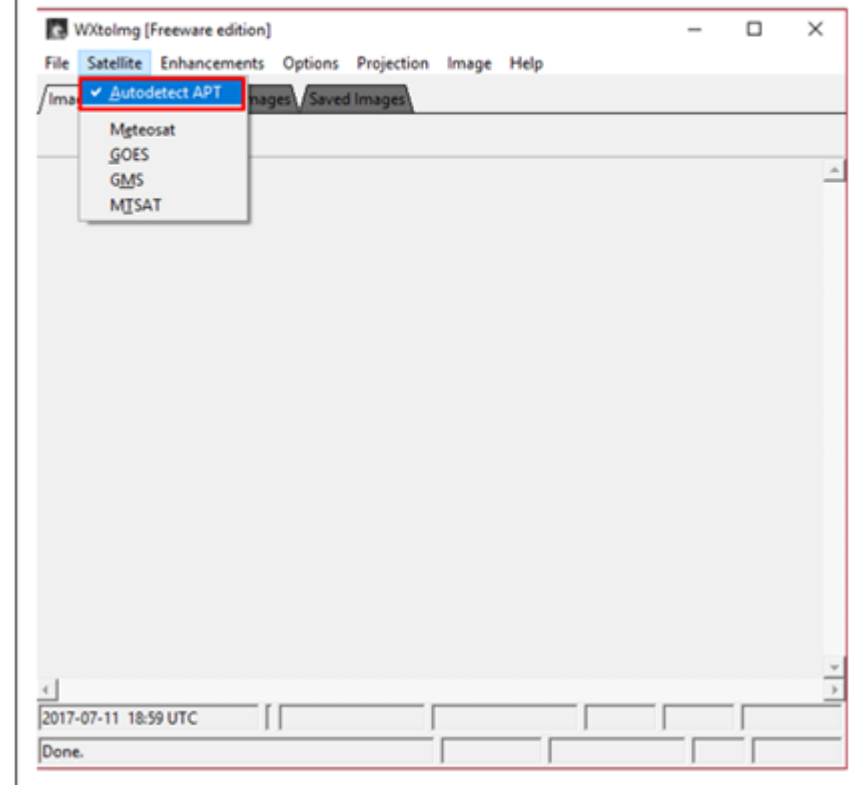 WXtoImg [Freeware edition]
File Satellite Enhancements Options Projection Image Help
Autodetect APT
Saved Images
Meteosat
GOES
GMS
MTSAT
2017-07-11 18:59 UTC
Done.